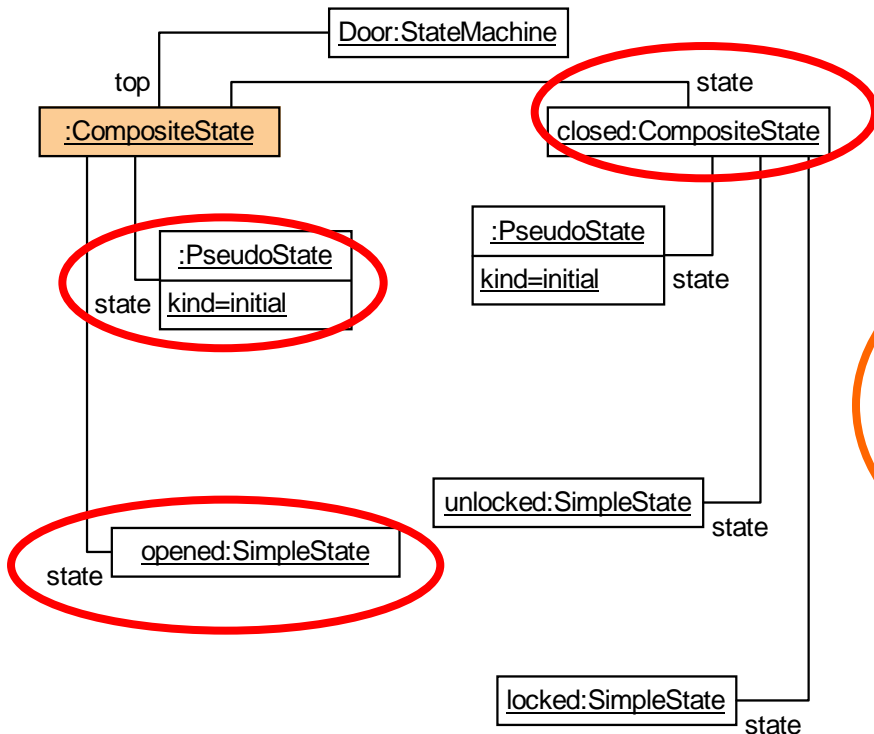 Door:StateMachine
top
state
:CompositeState
closed:CompositeState
:PseudoState
kind=initial
state
:PseudoState
kind=initial
state
unlocked:SimpleState
state
opened:SimpleState
state
locked:SimpleState
state